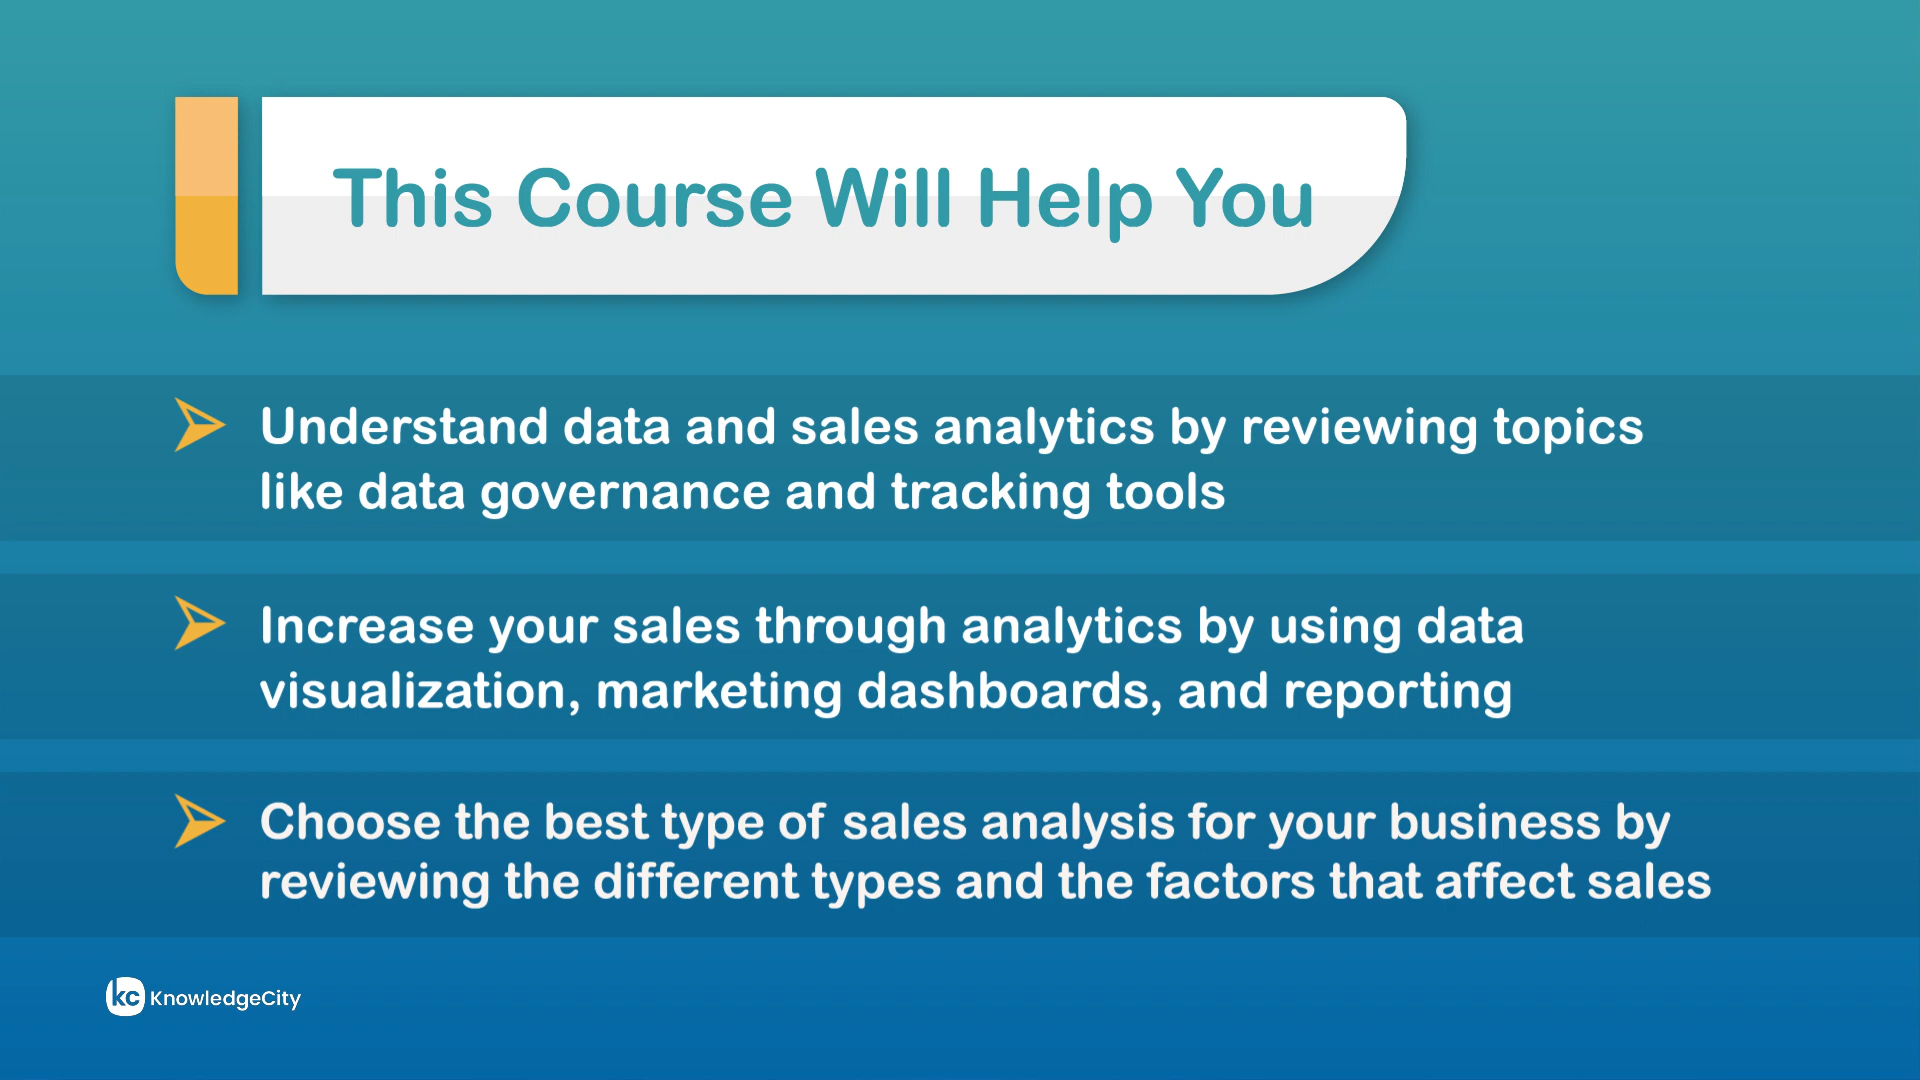 This Course Will Help You
Understand data and sales analytics by reviewing topics
like data governance and tracking tools
Increase your sales through analytics by using data
visualization, marketing dashboards, and reporting
Choose the best type of sales analysis for your business by
reviewing the different types and the factors that affect sales
kc KnowledgeCity